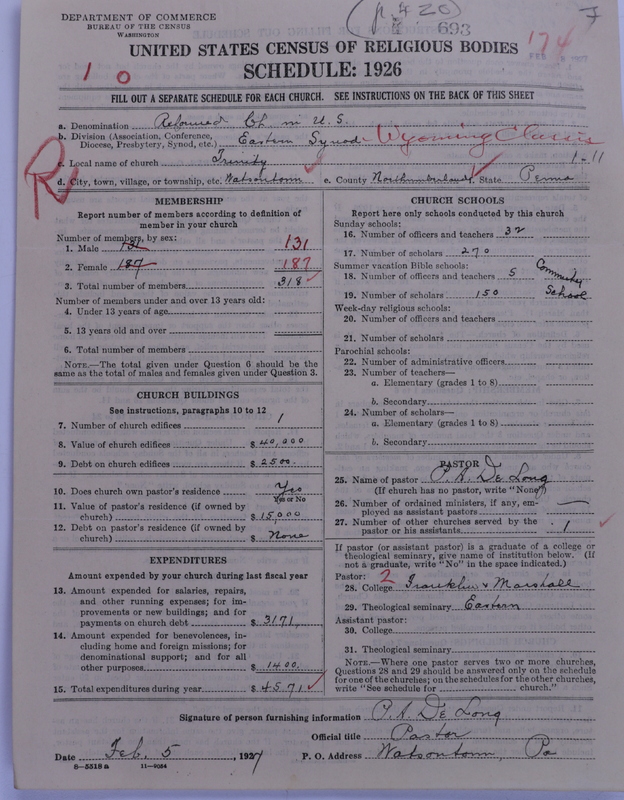 DEPARTMENT OF COMMERCE
BUREAU OF THE CENSUS
WASHINGTON
(p. 420)
693
7
174
UNITED STATES CENSUS OF RELIGIOUS BODIES
SCHEDULE: 1926
1 0
FILL OUT A SEPARATE SCHEDULE FOR EACH CHURCH. SEE INSTRUCTIONS ON THE BACK OF THIS SHEET
a. Denomination Reformed Ch in U.S.
b. Division (Association, Conference, Diocese, Presbytery, Synod, etc.) Eastern Synod Wyoming Classis
R
c. Local name of church Trinity 1-11
d. City, town, village, or township, etc. Watsontown e. County Northumberland State Penna
MEMBERSHIP
Report number of members according to definition of member in your church
Number of members, by sex:
1. Male 131 131
2. Female 187 187
3. Total number of members 318
Number of members under and over 13 years old:
4. Under 13 years of age
5. 13 years old and over
6. Total number of members
NOTE.—The total given under Question 6 should be the same as the total of males and females given under Question 3.
CHURCH BUILDINGS
See instructions, paragraphs 10 to 12
7. Number of church edifices 1
8. Value of church edifices $ 40,000
9. Debt on church edifices $ 2500
10. Does church own pastor's residence Yes
Yes or No
11. Value of pastor's residence (if owned by church) $ 15,000
12. Debt on pastor's residence (if owned by church) $ None
EXPENDITURES
Amount expended by your church during last fiscal year
13. Amount expended for salaries, repairs, and other running expenses; for improvements or new buildings; and for payments on church debt $ 3171
14. Amount expended for benevolences, including home and foreign missions; for denominational support; and for all other purposes $ 1400
15. Total expenditures during year $ 4571
CHURCH SCHOOLS
Report here only schools conducted by this church
Sunday schools:
16. Number of officers and teachers 32
17. Number of scholars 270
Summer vacation Bible schools:
18. Number of officers and teachers 5 Community
19. Number of scholars 150 School
Week-day religious schools:
20. Number of officers and teachers
21. Number of scholars
Parochial schools:
22. Number of administrative officers
23. Number of teachers—
a. Elementary (grades 1 to 8)
b. Secondary
24. Number of scholars—
a. Elementary (grades 1 to 8)
b. Secondary
PASTOR
25. Name of pastor P. A. De Long
(If church has no pastor, write "None")
26. Number of ordained ministers, if any, employed as assistant pastors —
27. Number of other churches served by the pastor or his assistants 1
If pastor (or assistant pastor) is a graduate of a college or theological seminary, give name of institution below. (If not a graduate, write "No" in the space indicated.)
Pastor: 2
28. College Franklin & Marshall
29. Theological seminary Eastern
Assistant pastor:
30. College
31. Theological seminary
NOTE.—Where one pastor serves two or more churches, Questions 28 and 29 should be answered only on the schedule for one of the churches; on the schedules for the other churches, write "See schedule for church."
Signature of person furnishing information P. A. De Long
Official title Pastor
Date Feb. 5, 1927 P. O. Address Watsontown, Pa
8—5318 a 11—9054